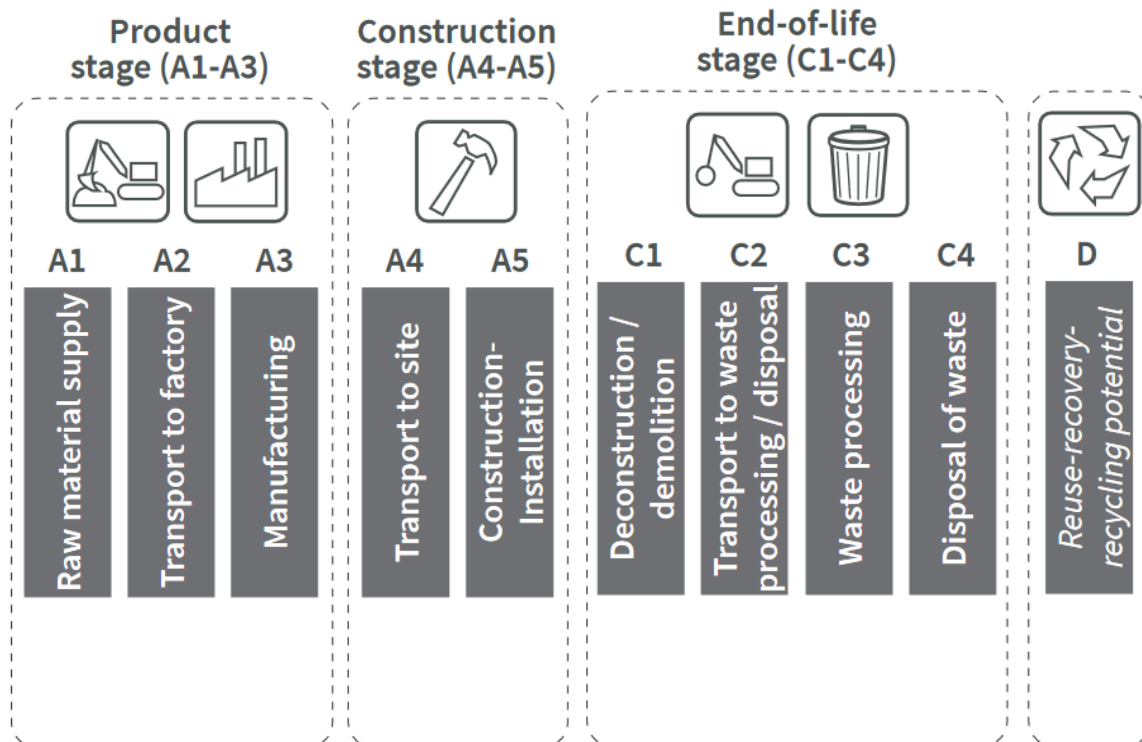 Product
stage (A1-A3)
Construction
stage (A4-A5)
End-of-life
stage (C1-C4)
A1
A2
A3
A4
A5
C1
C2
C3
C4
D
Raw material supply
Transport to factory
Manufacturing
Transport to site
Construction-
Installation
Deconstruction /
demolition
Transport to waste
processing / disposal
Waste processing
Disposal of waste
Reuse-recovery-
recycling potential